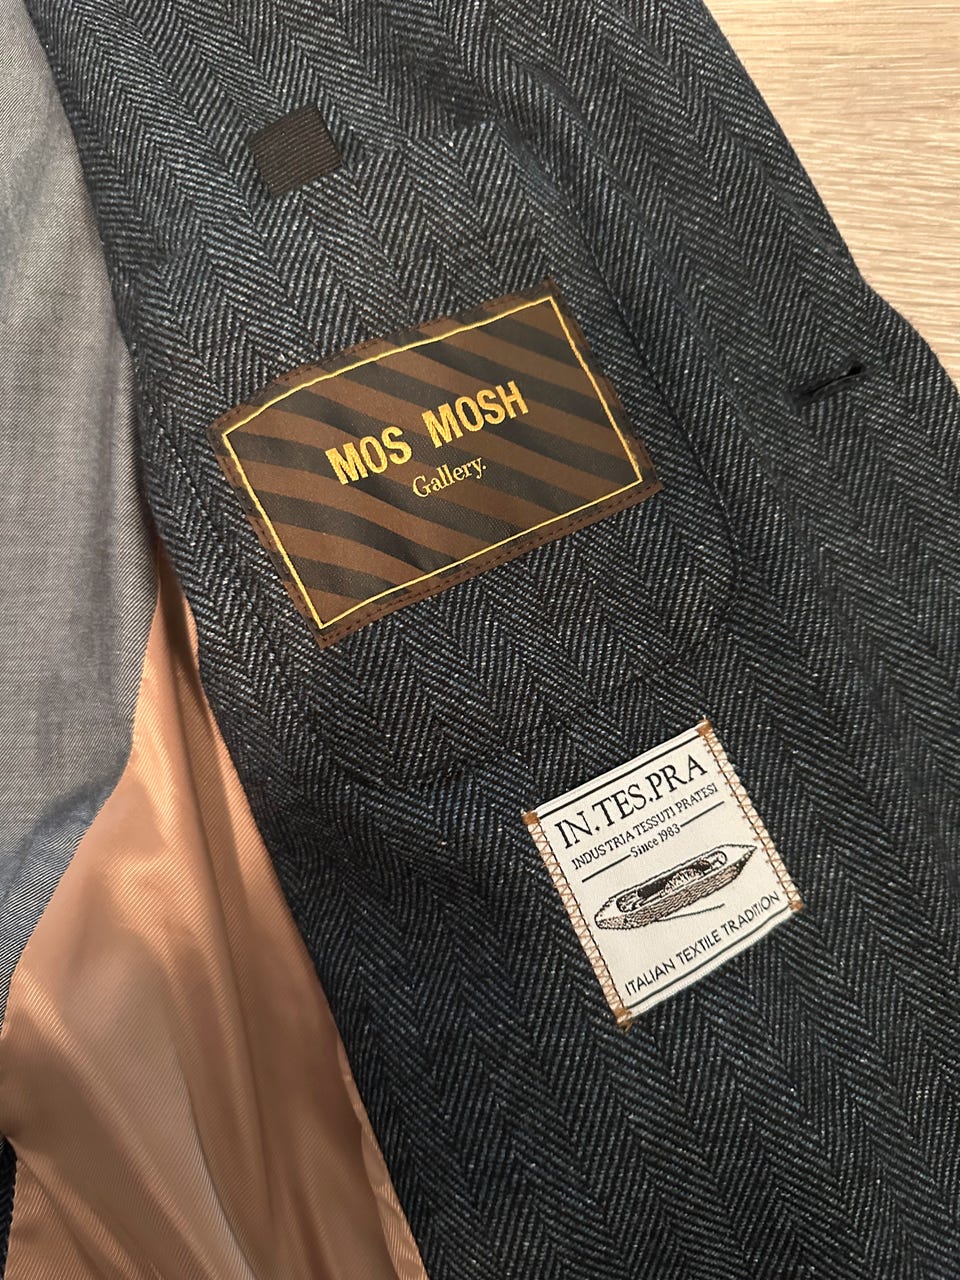 MOS MOSH
Gallery.
IN.TES.PRA
INDUSTRIA TESSUTI PRATESI
Since 1983
ITALIAN TEXTILE TRADITION